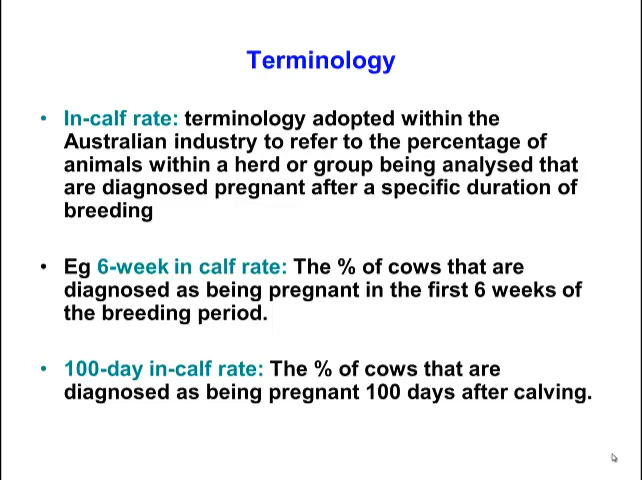 Terminology
• In-calf rate: terminology adopted within the
Australian industry to refer to the percentage of
animals within a herd or group being analysed that
are diagnosed pregnant after a specific duration of
breeding
• Eg 6-week in calf rate: The % of cows that are
diagnosed as being pregnant in the first 6 weeks of
the breeding period.
• 100-day in-calf rate: The % of cows that are
diagnosed as being pregnant 100 days after calving.